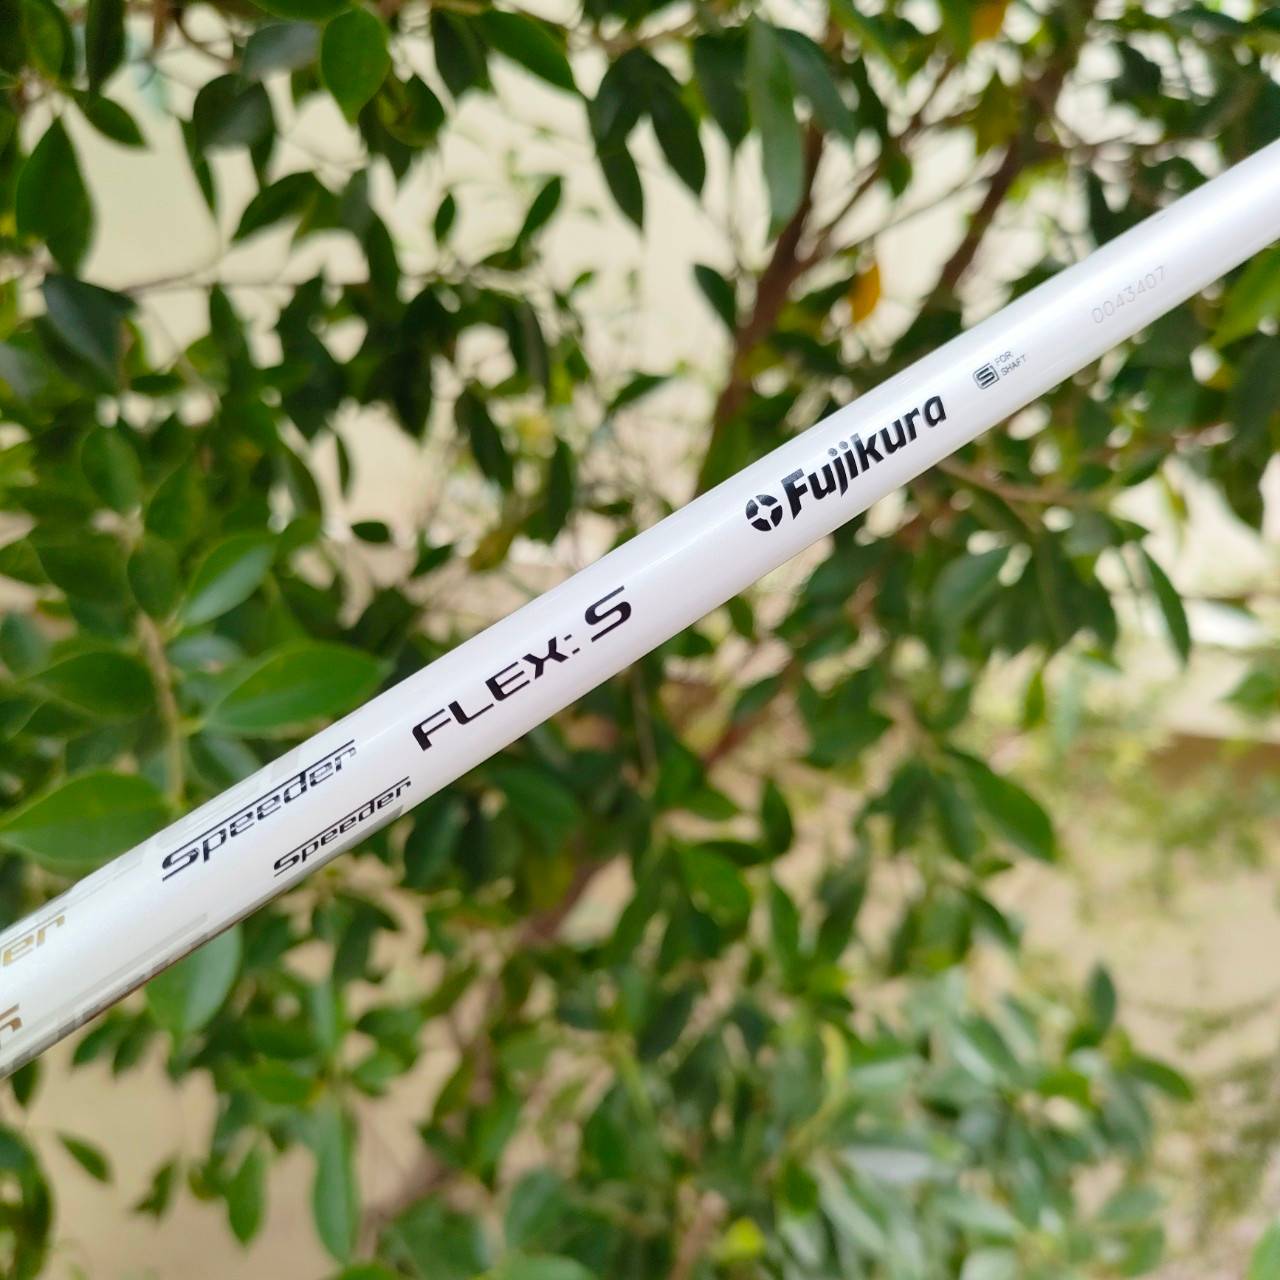 Speeder
Speeder
FLEX: S
Fujikura
S FOR
SHAFT
0043407